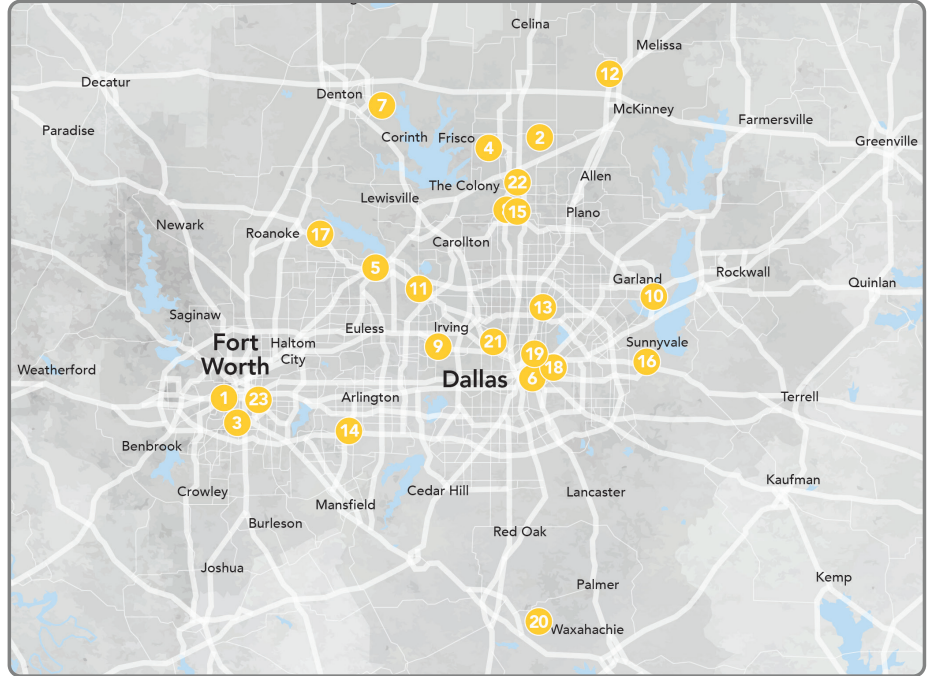 Celina
Melissa
12
Decatur
Denton
7
McKinney
Farmersville
Paradise
Corinth
Frisco
4
2
Greenville
The Colony
22
Allen
Lewisville
15
Plano
Newark
Roanoke
17
Carollton
5
11
Garland
10
Rockwall
Quinlan
13
Saginaw
Euless
Irving
9
21
Fort
Worth
Haltom
City
19
18
6
Dallas
Sunnyvale
16
Weatherford
1
23
3
Arlington
14
Terrell
Benbrook
Crowley
Mansfield
Cedar Hill
Lancaster
Kaufman
Burleson
Red Oak
Joshua
Palmer
Kemp
20
Waxahachie